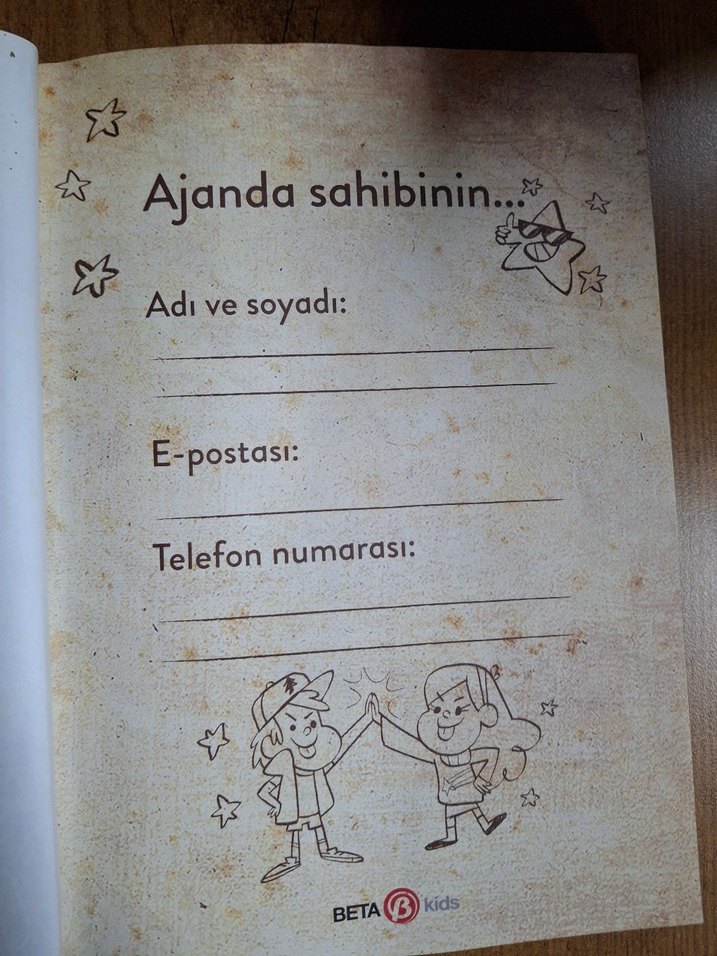 Ajanda sahibinin...
Adı ve soyadı:
E-postası:
Telefon numarası:
BETA β kids